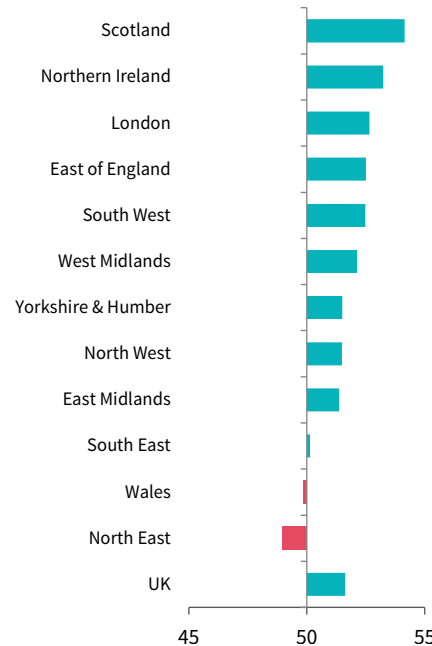 Scotland
Northern Ireland
London
East of England
South West
West Midlands
Yorkshire & Humber
North West
East Midlands
South East
Wales
North East
UK
45 50 55